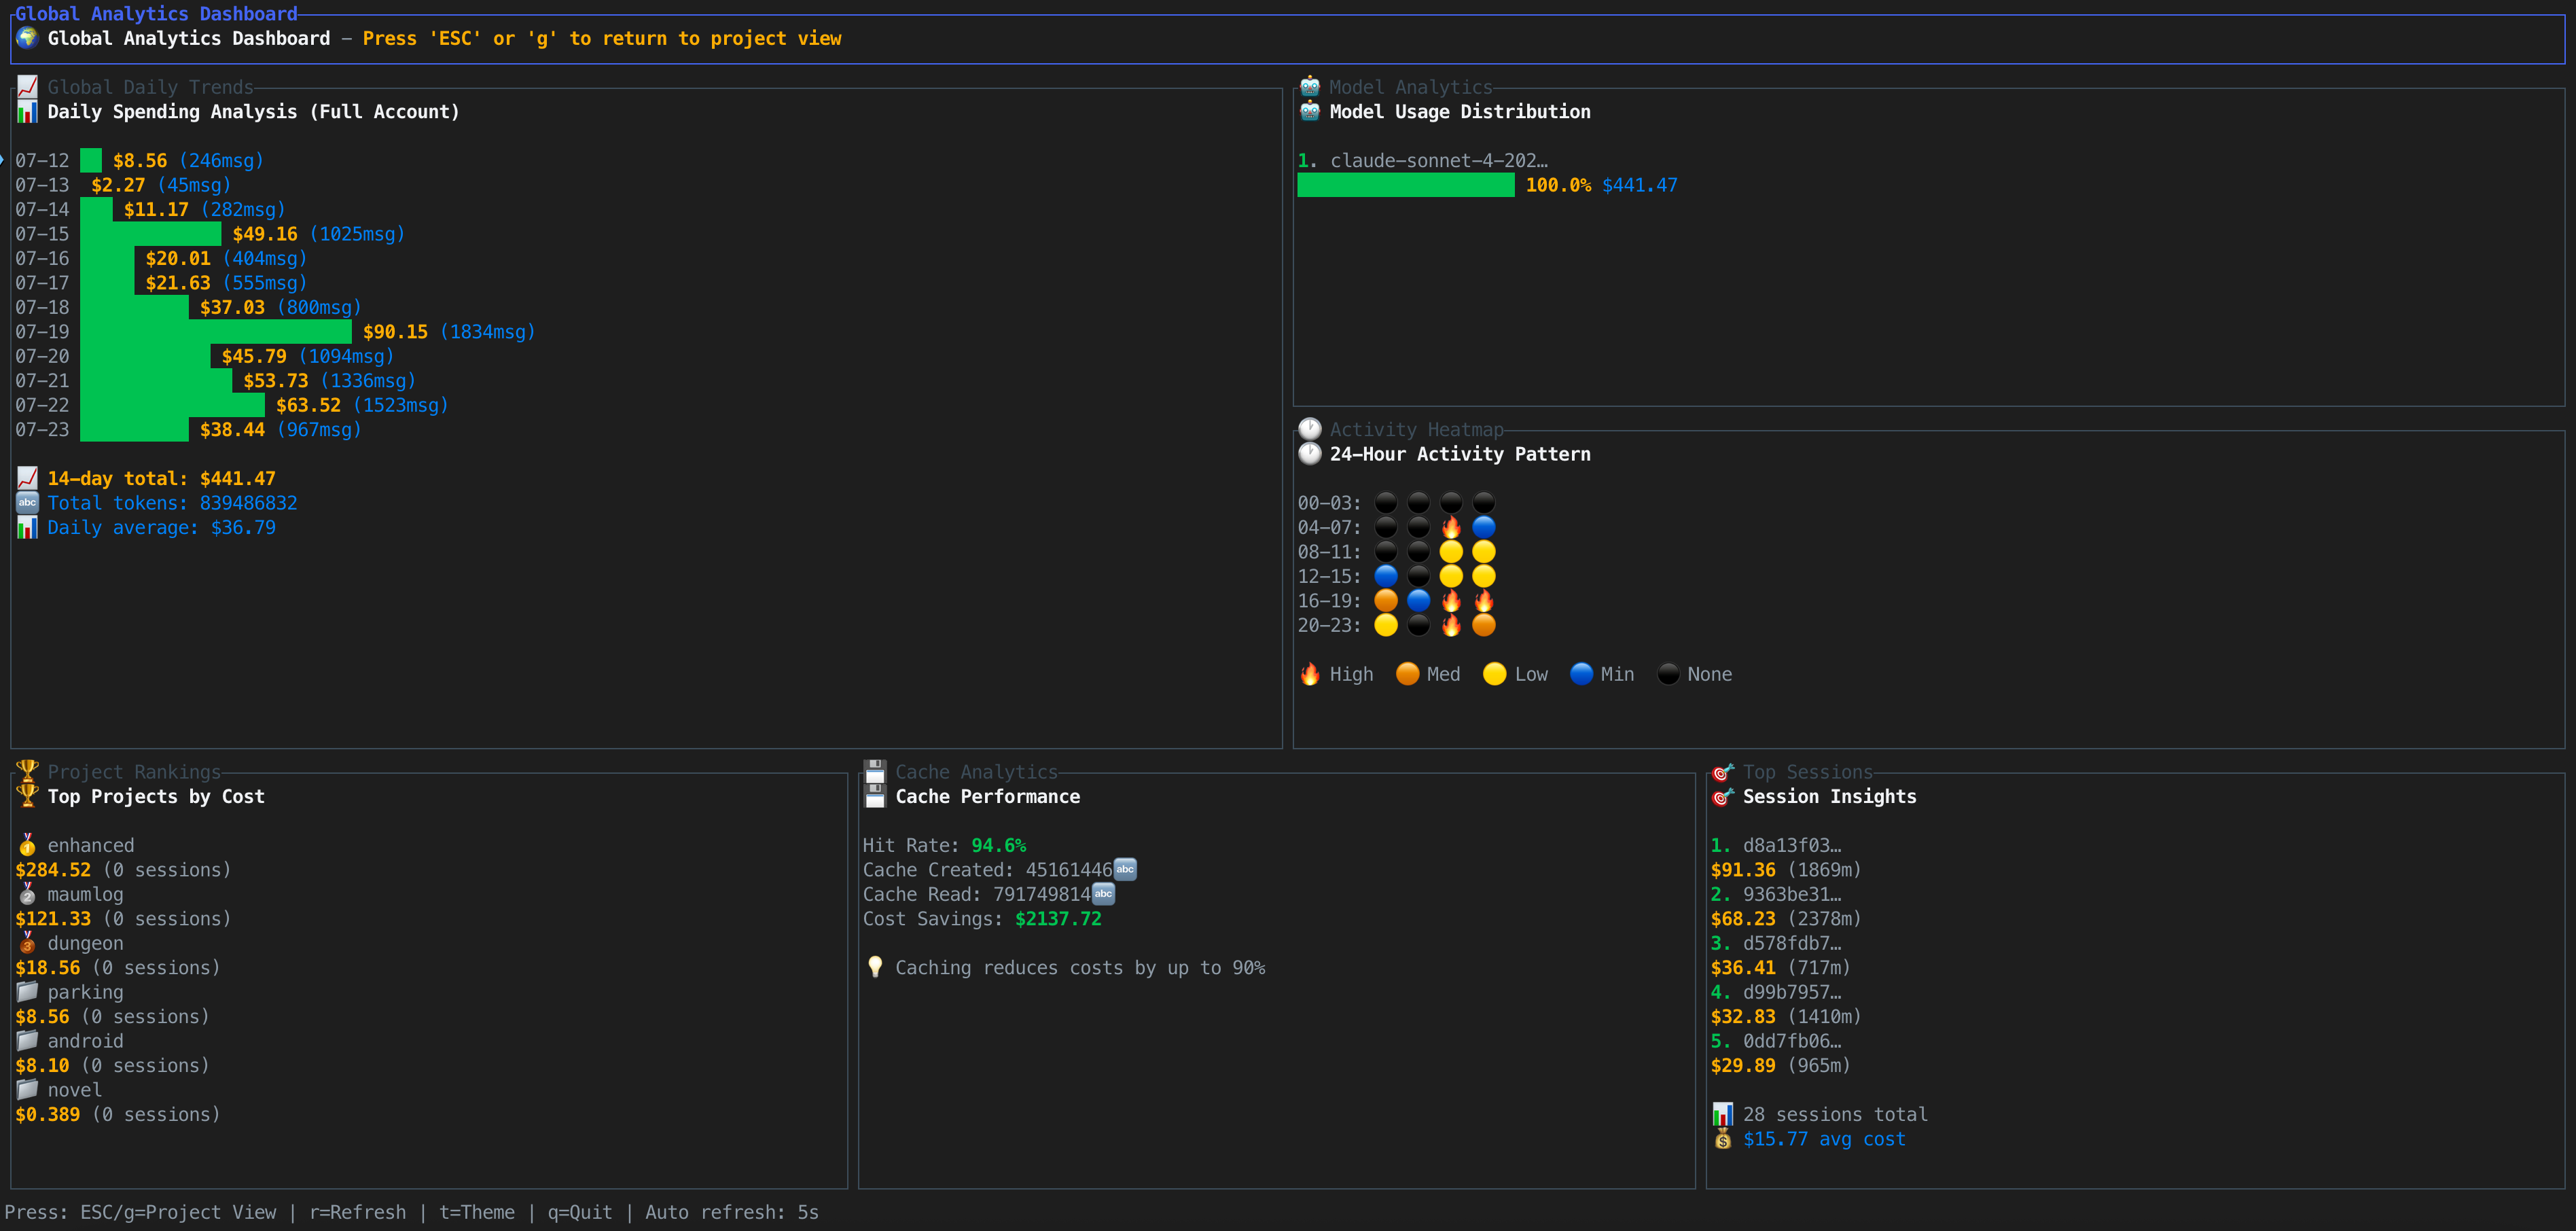 Global Analytics Dashboard
🌍 Global Analytics Dashboard – Press 'ESC' or 'g' to return to project view
📈 Global Daily Trends
📊 Daily Spending Analysis (Full Account)
07-12 $8.56 (246msg)
07-13 $2.27 (45msg)
07-14 $11.17 (282msg)
07-15 $49.16 (1025msg)
07-16 $20.01 (404msg)
07-17 $21.63 (555msg)
07-18 $37.03 (800msg)
07-19 $90.15 (1834msg)
07-20 $45.79 (1094msg)
07-21 $53.73 (1336msg)
07-22 $63.52 (1523msg)
07-23 $38.44 (967msg)
📈 14-day total: $441.47
🔤 Total tokens: 839486832
📊 Daily average: $36.79
🤖 Model Analytics
🤖 Model Usage Distribution
1. claude-sonnet-4-202…
100.0% $441.47
🕐 Activity Heatmap
🕐 24-Hour Activity Pattern
00-03: ⚫ ⚫ ⚫ ⚫
04-07: ⚫ ⚫ 🔥 🔵
08-11: ⚫ ⚫ 🟡 🟡
12-15: 🔵 ⚫ 🟡 🟡
16-19: 🟠 🔵 🔥 🔥
20-23: 🟡 ⚫ 🔥 🟠
🔥 High 🟠 Med 🟡 Low 🔵 Min ⚫ None
🏆 Project Rankings
🏆 Top Projects by Cost
🥇 enhanced
$284.52 (0 sessions)
🥈 maumlog
$121.33 (0 sessions)
🥉 dungeon
$18.56 (0 sessions)
📁 parking
$8.56 (0 sessions)
📁 android
$8.10 (0 sessions)
📁 novel
$0.389 (0 sessions)
💾 Cache Analytics
💾 Cache Performance
Hit Rate: 94.6%
Cache Created: 45161446🔤
Cache Read: 791749814🔤
Cost Savings: $2137.72
💡 Caching reduces costs by up to 90%
🎯 Top Sessions
🎯 Session Insights
1. d8a13f03…
$91.36 (1869m)
2. 9363be31…
$68.23 (2378m)
3. d578fdb7…
$36.41 (717m)
4. d99b7957…
$32.83 (1410m)
5. 0dd7fb06…
$29.89 (965m)
📊 28 sessions total
💰 $15.77 avg cost
Press: ESC/g=Project View | r=Refresh | t=Theme | q=Quit | Auto refresh: 5s